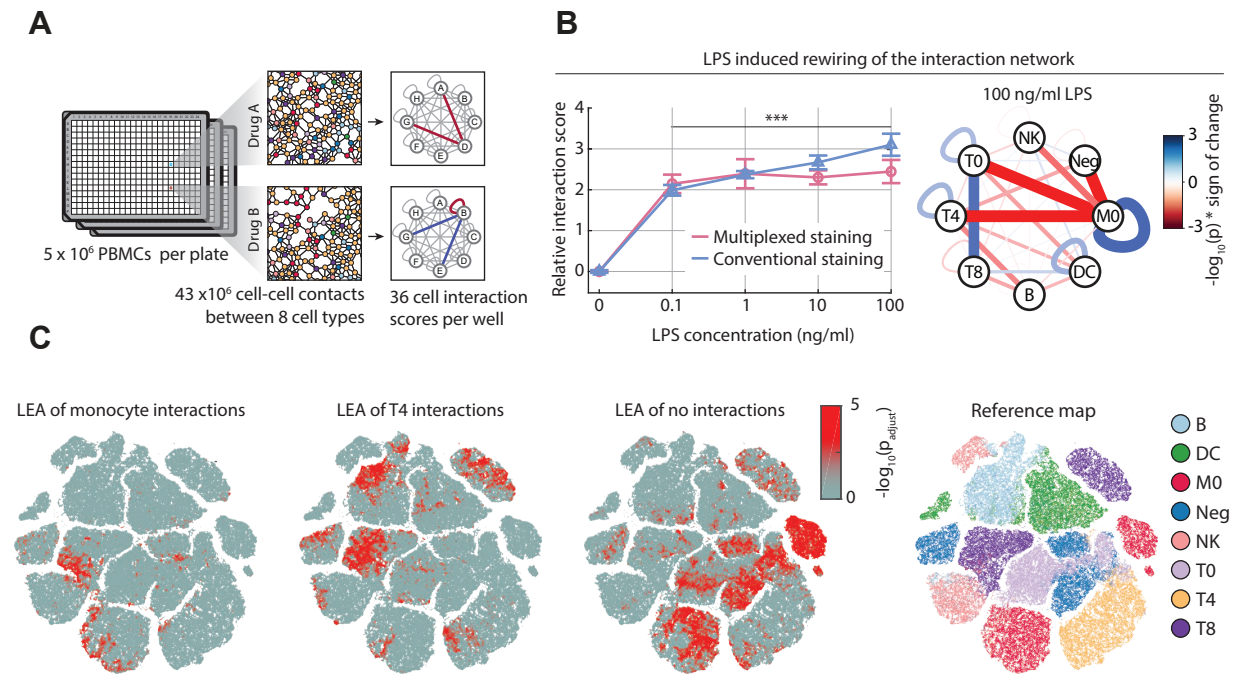 A
Drug A
Drug B
5 x 10⁶ PBMCs per plate
43 x10⁶ cell-cell contacts
between 8 cell types
A
B
C
D
E
F
G
H
A
B
C
D
E
F
G
H
36 cell interaction
scores per well
B
LPS induced rewiring of the interaction network
Relative interaction score
4
3
2
1
0
***
Multiplexed staining
Conventional staining
0
0.1
1
10
100
LPS concentration (ng/ml)
100 ng/ml LPS
NK
Neg
M0
DC
B
T8
T4
T0
3
0
-3
-log₁₀(p) * sign of change
C
LEA of monocyte interactions
LEA of T4 interactions
LEA of no interactions
5
0
-log₁₀(p_adjust)
Reference map
B
DC
M0
Neg
NK
T0
T4
T8